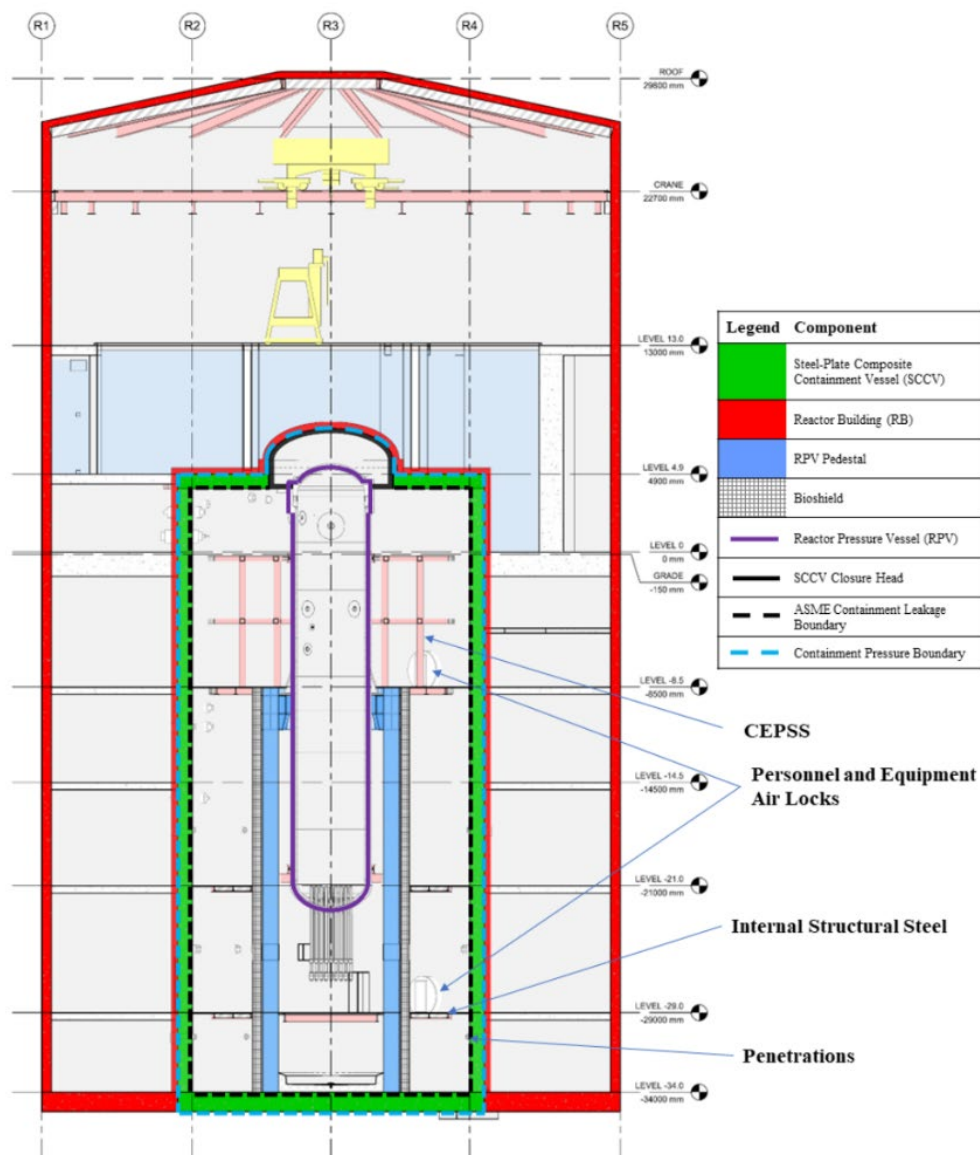 R1
R2
R3
R4
R5
ROOF
29800 mm
CRANE
22700 mm
LEVEL 13.0
13000 mm
Legend Component
Steel-Plate Composite
Containment Vessel (SCCV)
Reactor Building (RB)
RPV Pedestal
Bioshield
Reactor Pressure Vessel (RPV)
SCCV Closure Head
ASME Containment Leakage
Boundary
Containment Pressure Boundary
LEVEL 4.9
4900 mm
LEVEL 0
0 mm
GRADE
-150 mm
LEVEL -8.5
-8500 mm
CEPSS
LEVEL -14.5
-14500 mm
Personnel and Equipment
Air Locks
LEVEL -21.0
-21000 mm
Internal Structural Steel
LEVEL -29.0
-29000 mm
Penetrations
LEVEL -34.0
-34000 mm